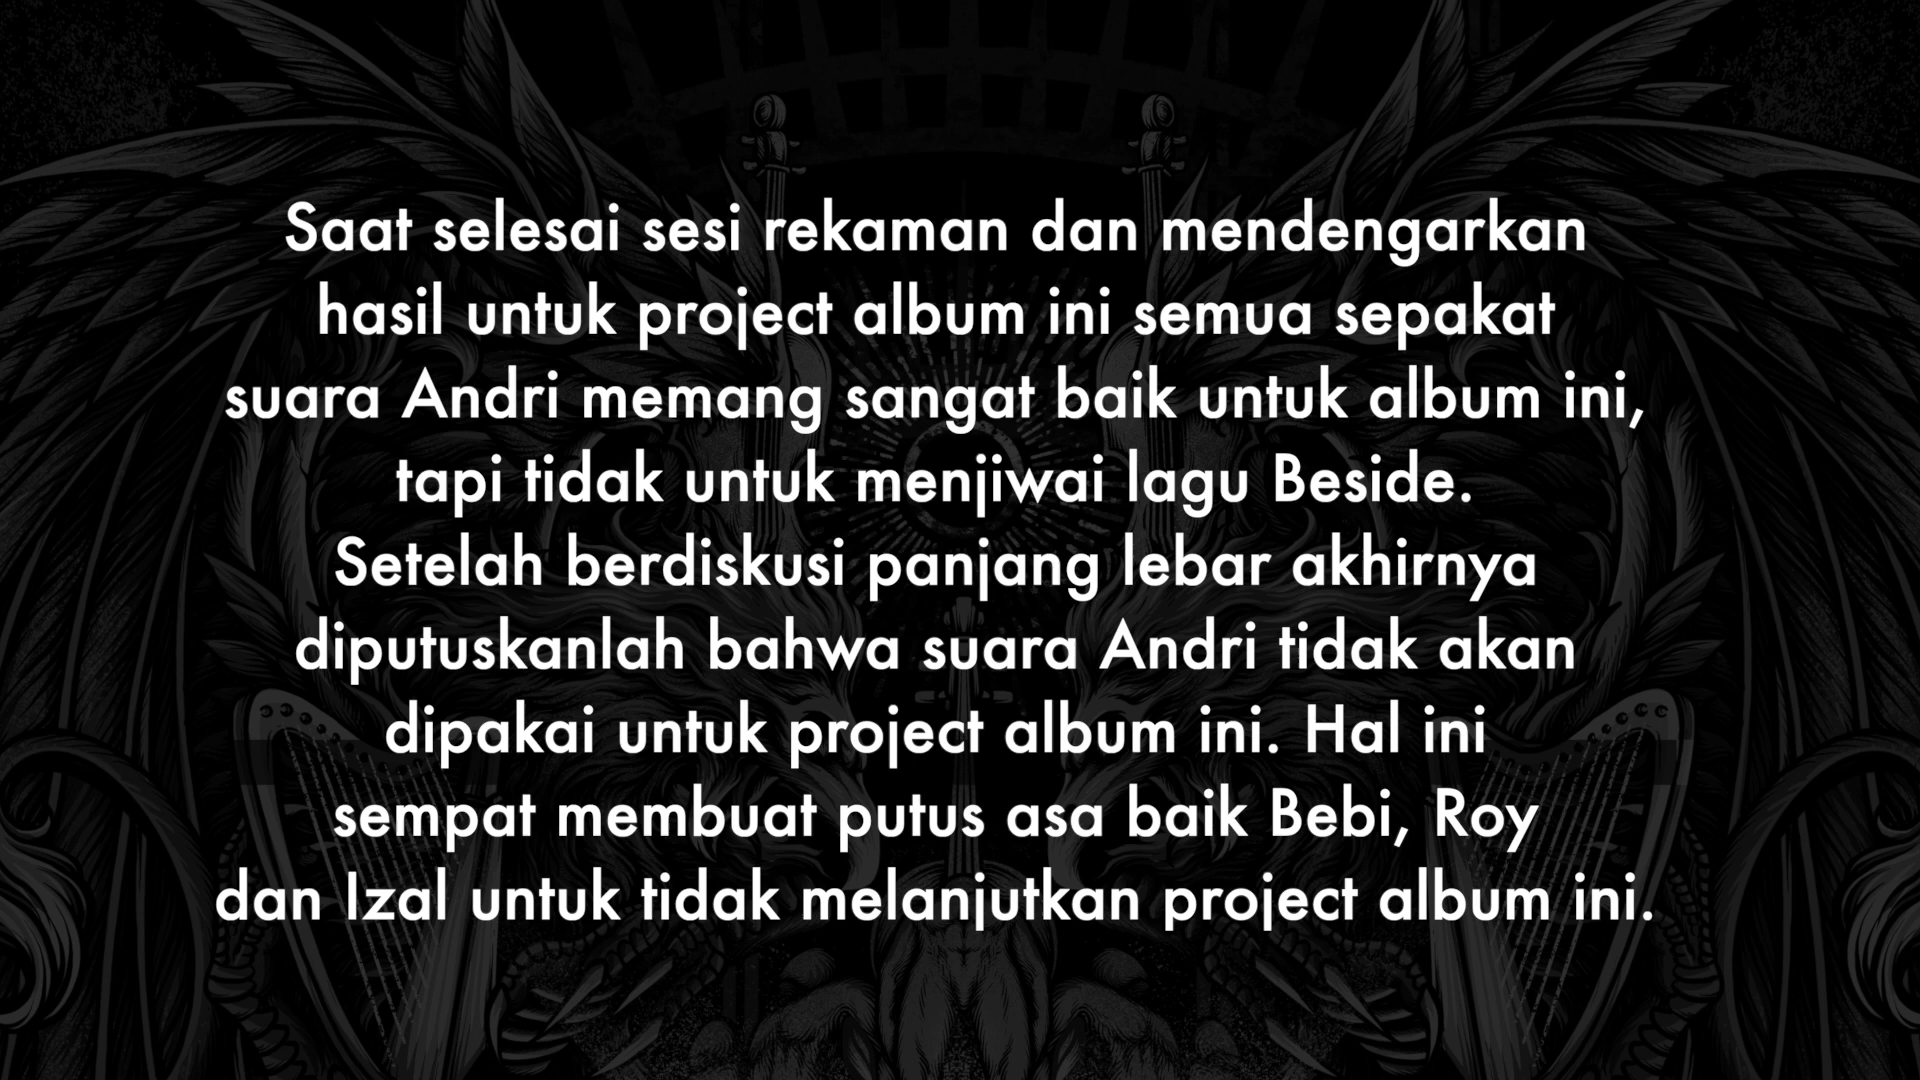 Saat selesai sesi rekaman dan mendengarkan
hasil untuk project album ini semua sepakat
suara Andri memang sangat baik untuk album ini,
tapi tidak untuk menjiwai lagu Beside.
Setelah berdiskusi panjang lebar akhirnya
diputuskanlah bahwa suara Andri tidak akan
dipakai untuk project album ini. Hal ini
sempat membuat putus asa baik Bebi, Roy
dan Izal untuk tidak melanjutkan project album ini.